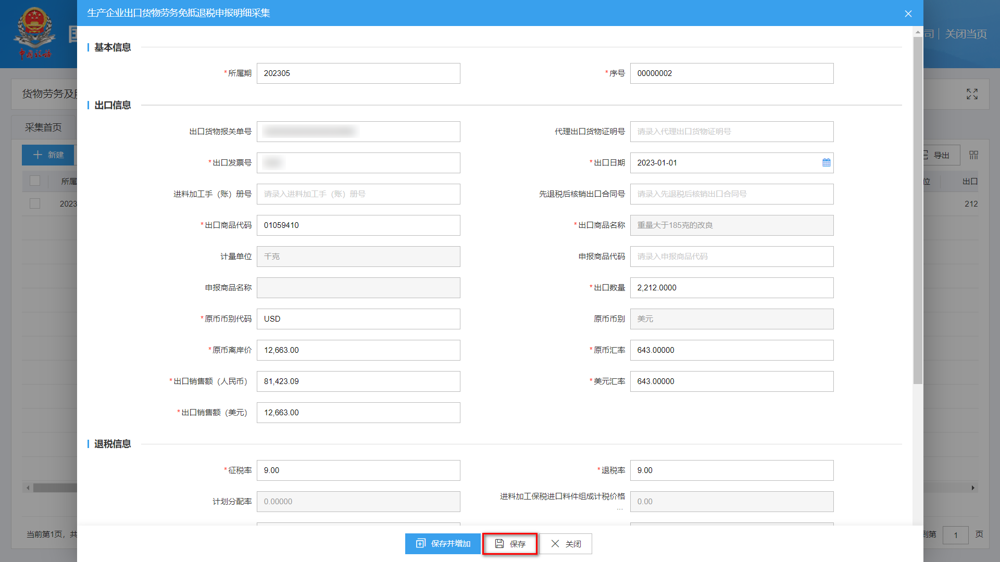 生产企业出口货物劳务免抵退税申报明细采集
中国税务
关闭当页
货物劳务及
采集首页
新建
导出
所属
出口
2023
212
基本信息
*所属期 202305
*序号 00000002
出口信息
出口货物报关单号
代理出口货物证明号 请录入代理出口货物证明号
*出口发票号
*出口日期 2023-01-01
进料加工手（账）册号 请录入进料加工手（账）册号
先退税后核销出口合同号 请录入先退税后核销出口合同号
*出口商品代码 01059410
*出口商品名称 重量大于185克的改良
计量单位 千克
申报商品代码 请录入申报商品代码
申报商品名称
*出口数量 2,212.0000
*原币币别代码 USD
原币币别 美元
*原币离岸价 12,663.00
*原币汇率 643.00000
*出口销售额（人民币） 81,423.09
*美元汇率 643.00000
*出口销售额（美元） 12,663.00
退税信息
*征税率 9.00
*退税率 9.00
计划分配率 0.00000
进料加工保税进口料件组成计税价格
... 0.00
当前第1页，共
到第 1 页
保存并增加 保存 关闭